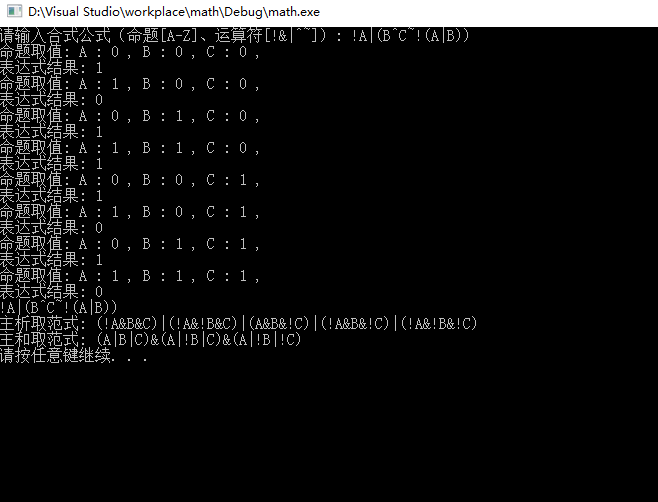 D:\Visual Studio\workplace\math\Debug\math.exe
请输入合式公式（命题[A-Z]、运算符[!&|^~]）: !A|(B^C~!(A|B))
命题取值: A : 0 , B : 0 , C : 0 ,
表达式结果: 1
命题取值: A : 1 , B : 0 , C : 0 ,
表达式结果: 0
命题取值: A : 0 , B : 1 , C : 0 ,
表达式结果: 1
命题取值: A : 1 , B : 1 , C : 0 ,
表达式结果: 1
命题取值: A : 0 , B : 0 , C : 1 ,
表达式结果: 1
命题取值: A : 1 , B : 0 , C : 1 ,
表达式结果: 0
命题取值: A : 0 , B : 1 , C : 1 ,
表达式结果: 1
命题取值: A : 1 , B : 1 , C : 1 ,
表达式结果: 0
!A|(B^C~!(A|B))
主析取范式: (!A&B&C)|(!A&!B&C)|(A&B&!C)|(!A&B&!C)|(!A&!B&!C)
主和取范式: (A|B|C)&(A|!B|C)&(A|!B|!C)
请按任意键继续. . .